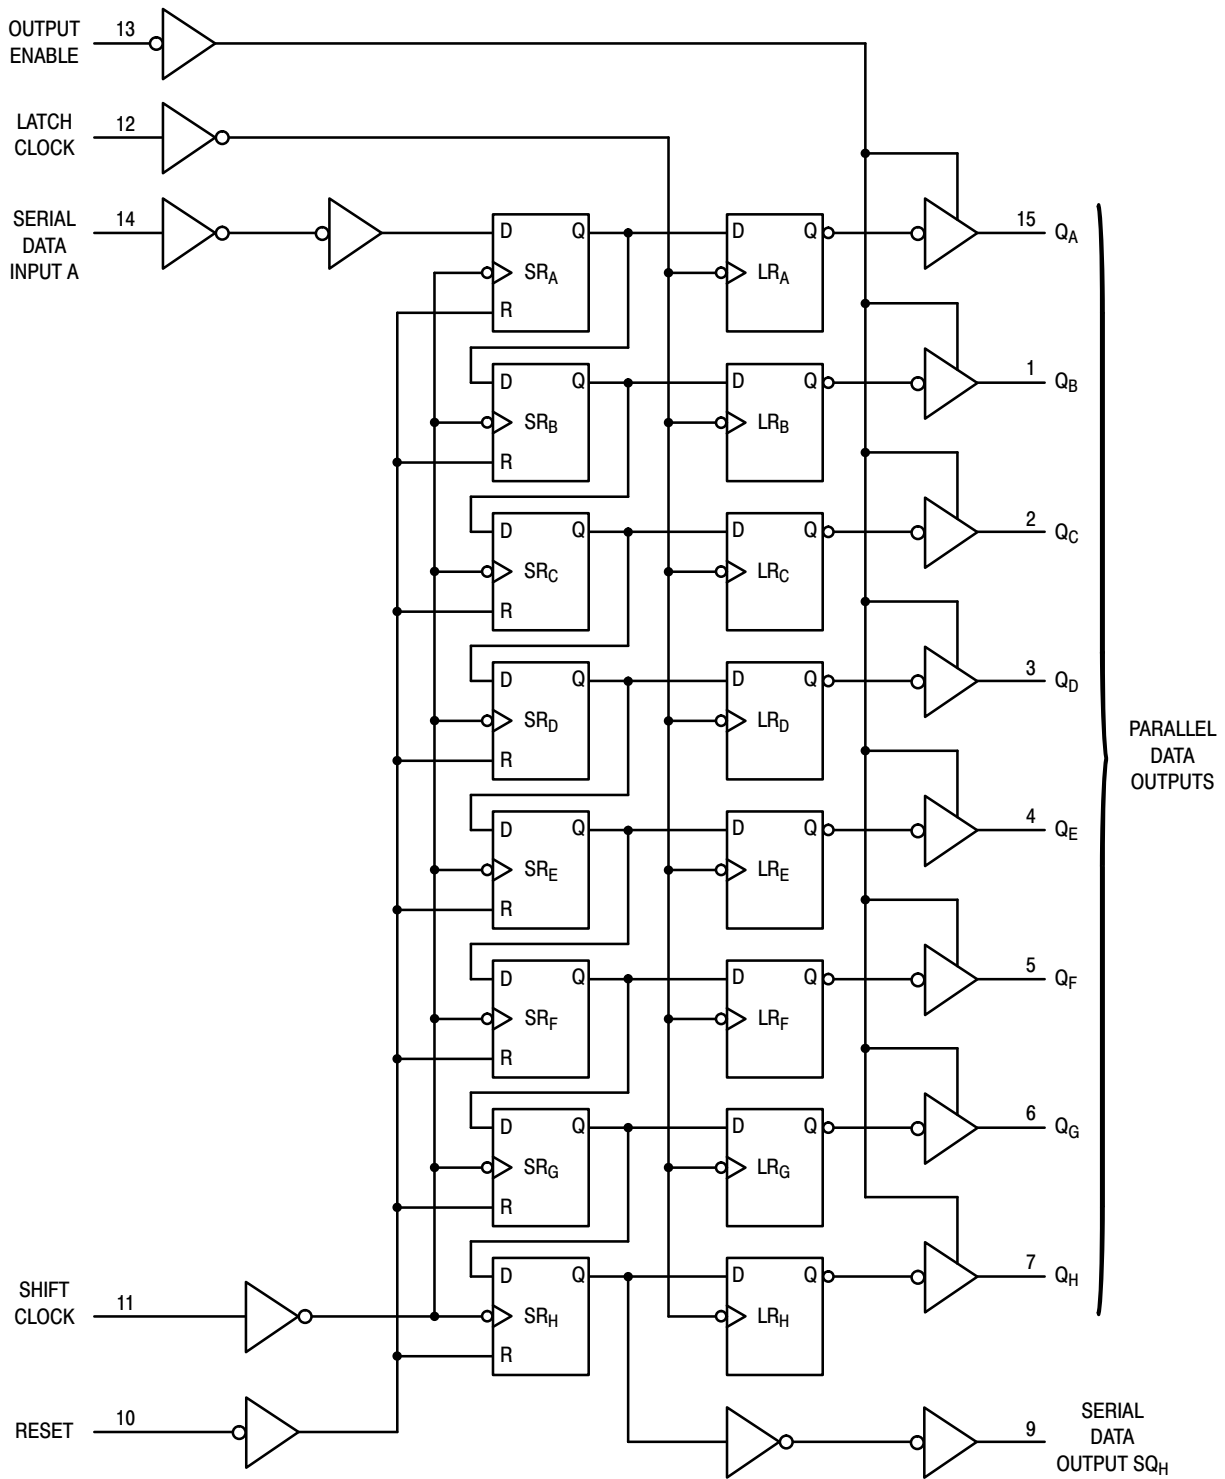 OUTPUT
ENABLE
13
LATCH
CLOCK
12
SERIAL
DATA
INPUT A
14
D Q
SRA
R
D Q
LRA
15 QA
D Q
SRB
R
D Q
LRB
1 QB
D Q
SRC
R
D Q
LRC
2 QC
D Q
SRD
R
D Q
LRD
3 QD
PARALLEL
DATA
OUTPUTS
D Q
SRE
R
D Q
LRE
4 QE
D Q
SRF
R
D Q
LRF
5 QF
D Q
SRG
R
D Q
LRG
6 QG
SHIFT
CLOCK
11
D Q
SRH
R
D Q
LRH
7 QH
RESET
10
9
SERIAL
DATA
OUTPUT SQH